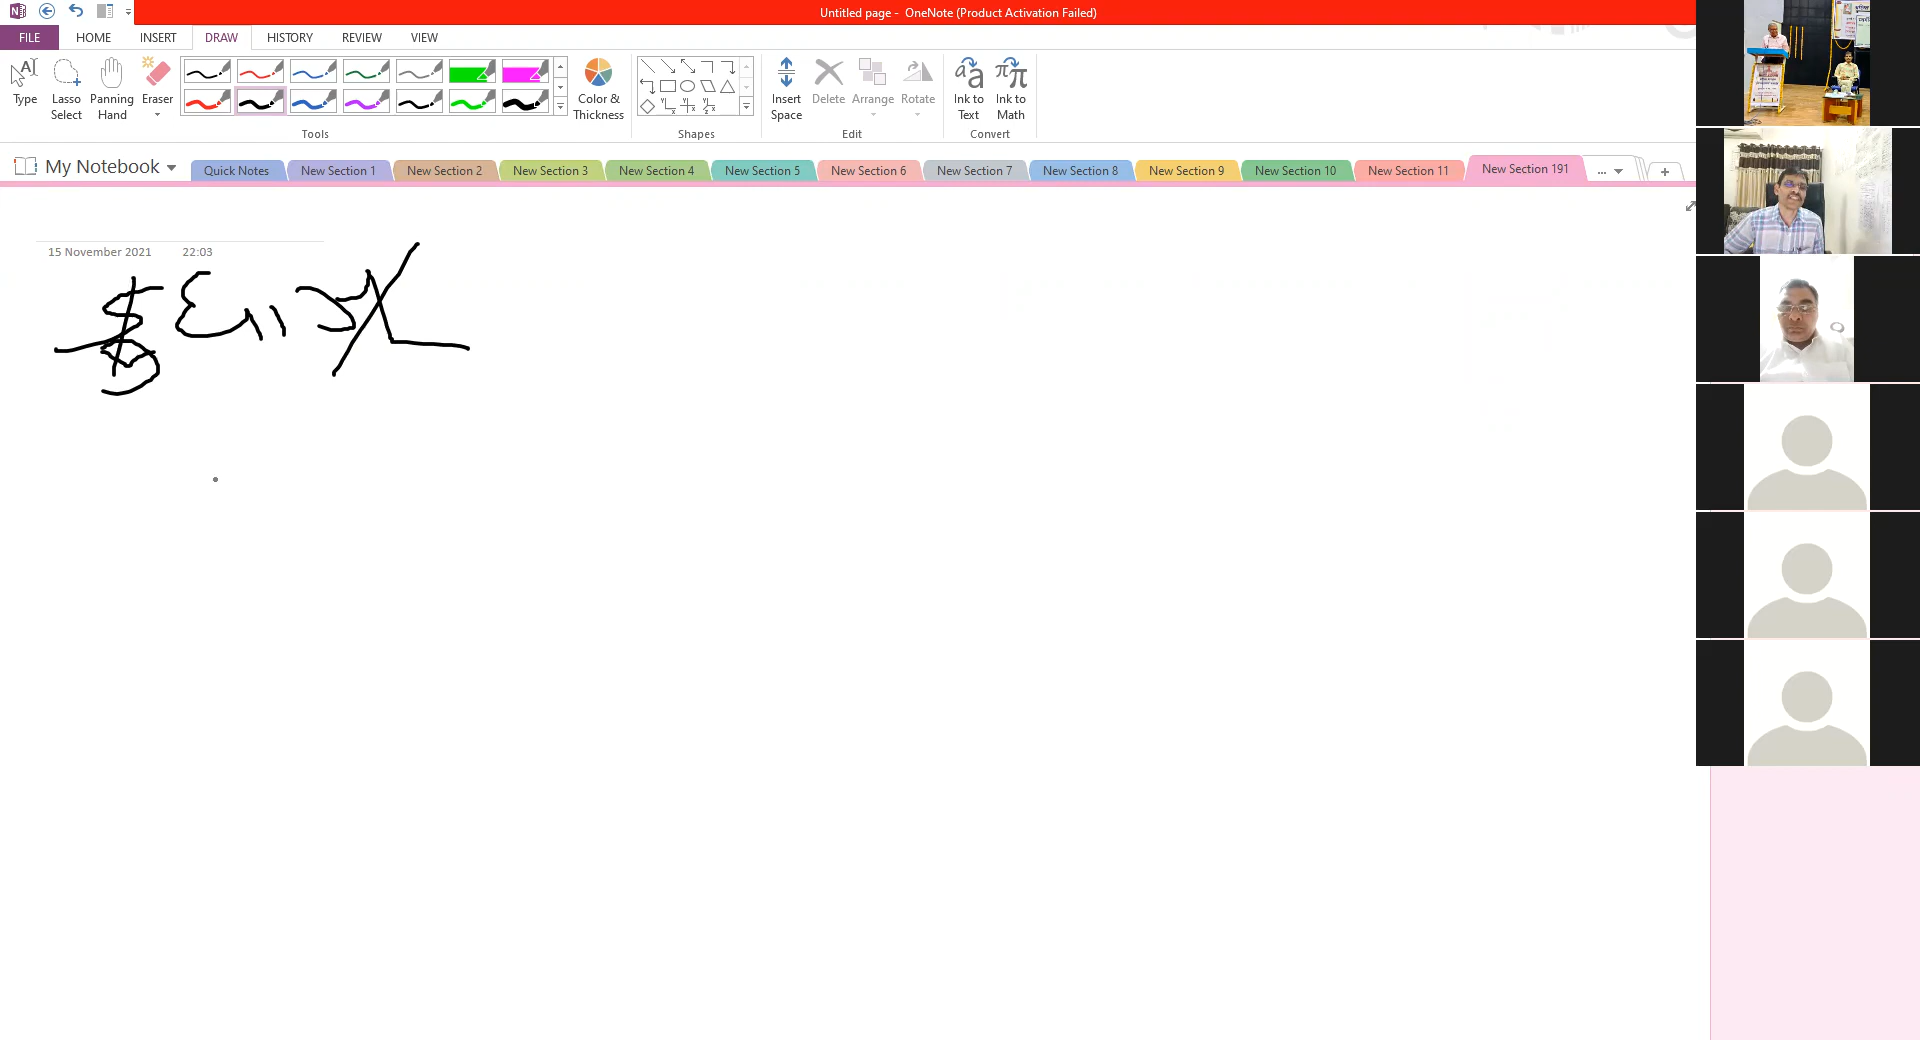 Untitled page - OneNote (Product Activation Failed)
FILE HOME INSERT DRAW HISTORY REVIEW VIEW
Type
Lasso Select
Panning Hand
Eraser
Color & Thickness
Insert Space
Delete
Arrange
Rotate
Ink to Text
Ink to Math
Tools Shapes Edit Convert
My Notebook Quick Notes New Section 1 New Section 2 New Section 3 New Section 4 New Section 5 New Section 6 New Section 7 New Section 8 New Section 9 New Section 10 New Section 11 New Section 191 ...
15 November 2021 22:03